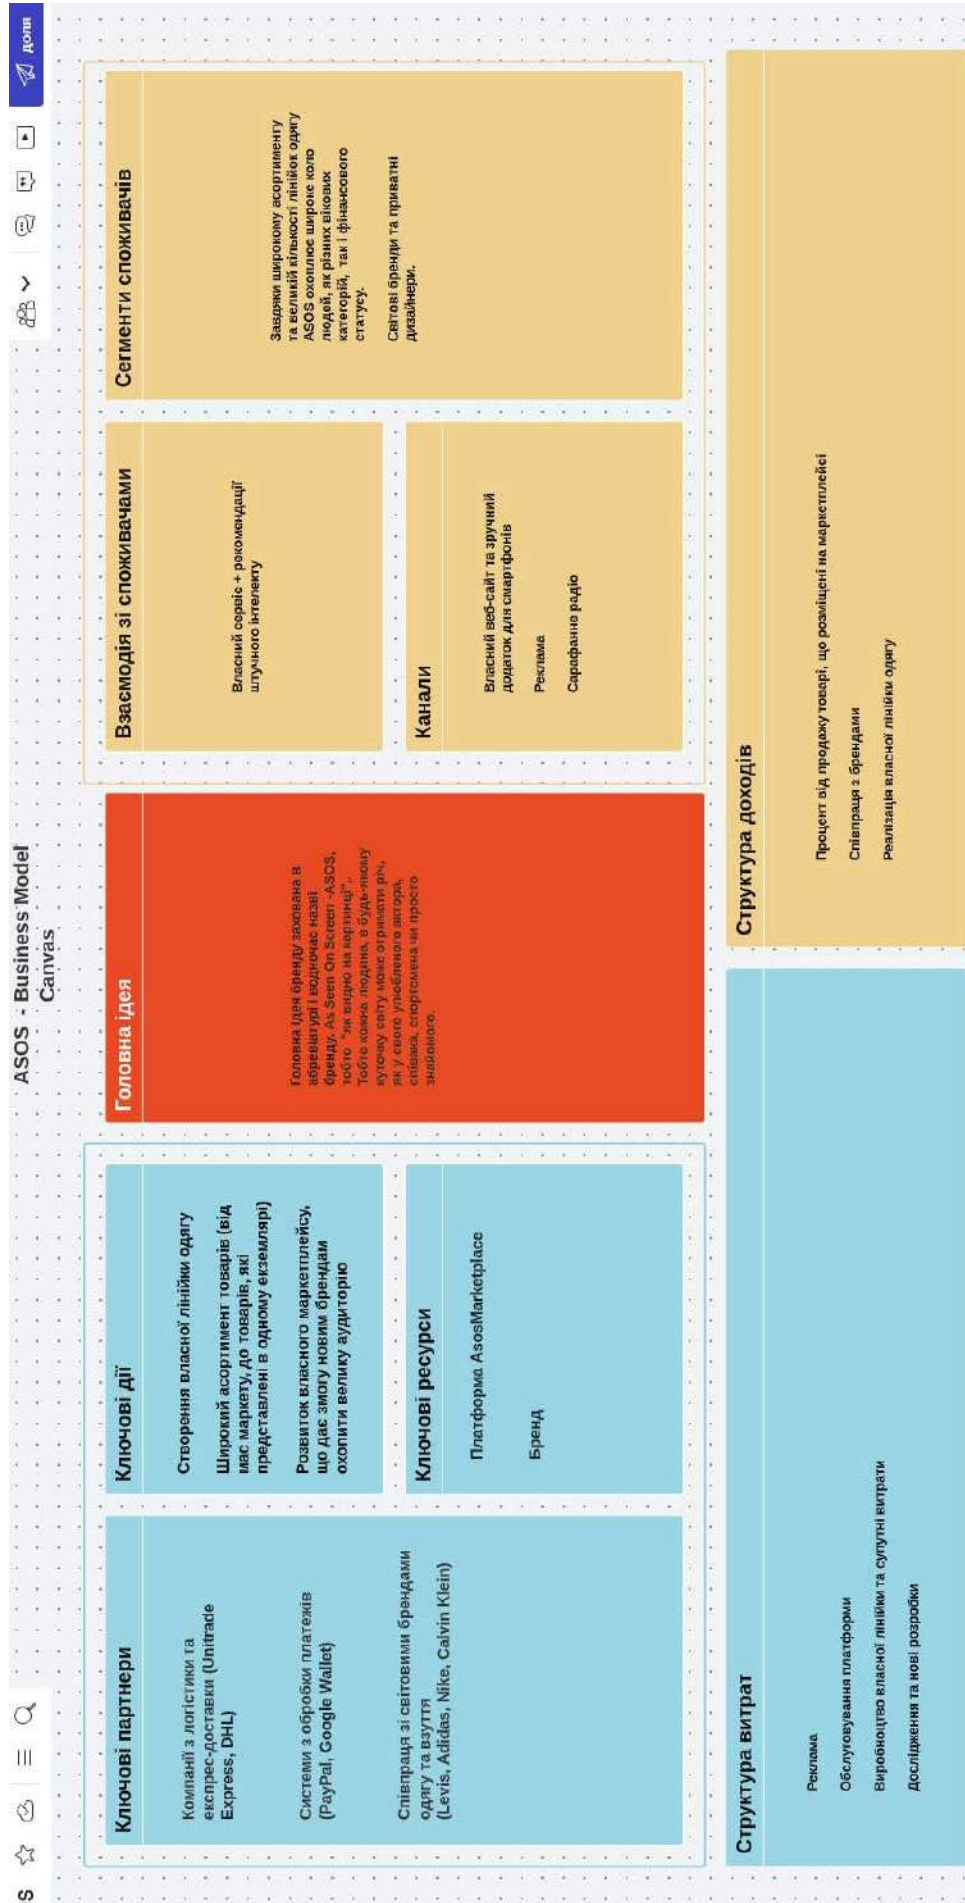 S
ASOS - Business Model
Canvas
доля
Ключові партнери
Компанії з логістики та
експрес-доставки (Unitrade
Express, DHL)
Системи з обробки платежів
(PayPal, Google Wallet)
Співпраця зі світовими брендами
одягу та взуття
(Levis, Adidas, Nike, Calvin Klein)
Ключові дії
Створення власної лінійки одягу
Широкий асортимент товарів (від
мас маркету, до товарів, які
представлені в одному екземлярі)
Розвиток власного маркетплейсу,
що дає змогу новим брендам
охопити велику аудиторію
Ключові ресурси
Платформа AsosMarketplace
Бренд
Головна ідея
Головна ідея бренду захована в
абревіатурі і водночас назві
бренду. As Seen On Screen -ASOS,
тобто "як видно на картинці".
Тобто кожна людина, в будь-якому
куточку світу може отримати річ,
як у свого улюбленого актора,
співака, спортсмена чи просто
знайомого.
Взаємодія зі споживачами
Власний сервіс + рекомендації
штучного інтелекту
Канали
Власний веб-сайт та зручний
додаток для смартфонів
Реклама
Сарафанне радіо
Сегменти споживачів
Завдяки широкому асортименту
та великій кількості лінійок одягу
ASOS охоплює широке коло
людей, як різних вікових
категорій, так і фінансового
статусу.
Світові бренди та приватні
дизайнери.
Структура витрат
Реклама
Обслуговування платформи
Виробноцтво власної лінійки та супутні витрати
Дослідження та нові розробки
Структура доходів
Процент від продажу товарі, що розміщені на маркетплейсі
Співпраця з брендами
Реалізація власної лінійки одягу